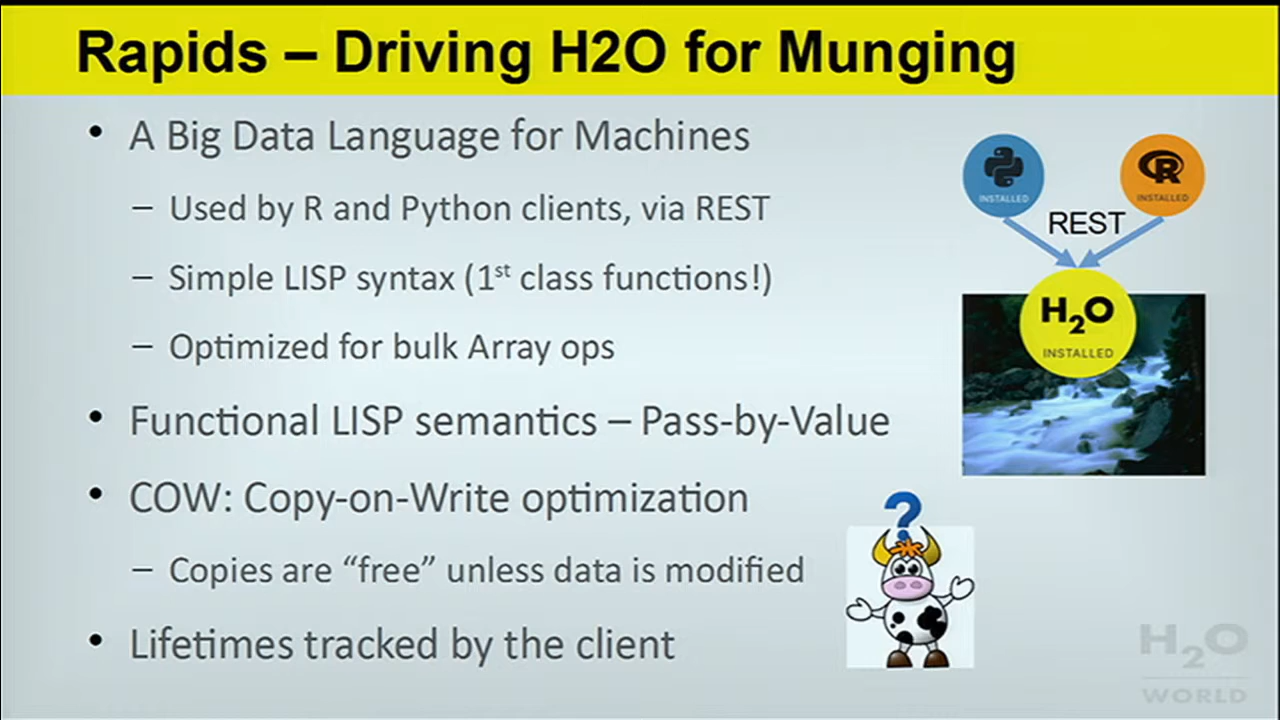 Rapids – Driving H2O for Munging
• A Big Data Language for Machines
– Used by R and Python clients, via REST
– Simple LISP syntax (1st class functions!)
– Optimized for bulk Array ops
• Functional LISP semantics – Pass-by-Value
• COW: Copy-on-Write optimization
– Copies are “free” unless data is modified
• Lifetimes tracked by the client
INSTALLED
R
INSTALLED
REST
H2O
INSTALLED
?
H2O
WORLD